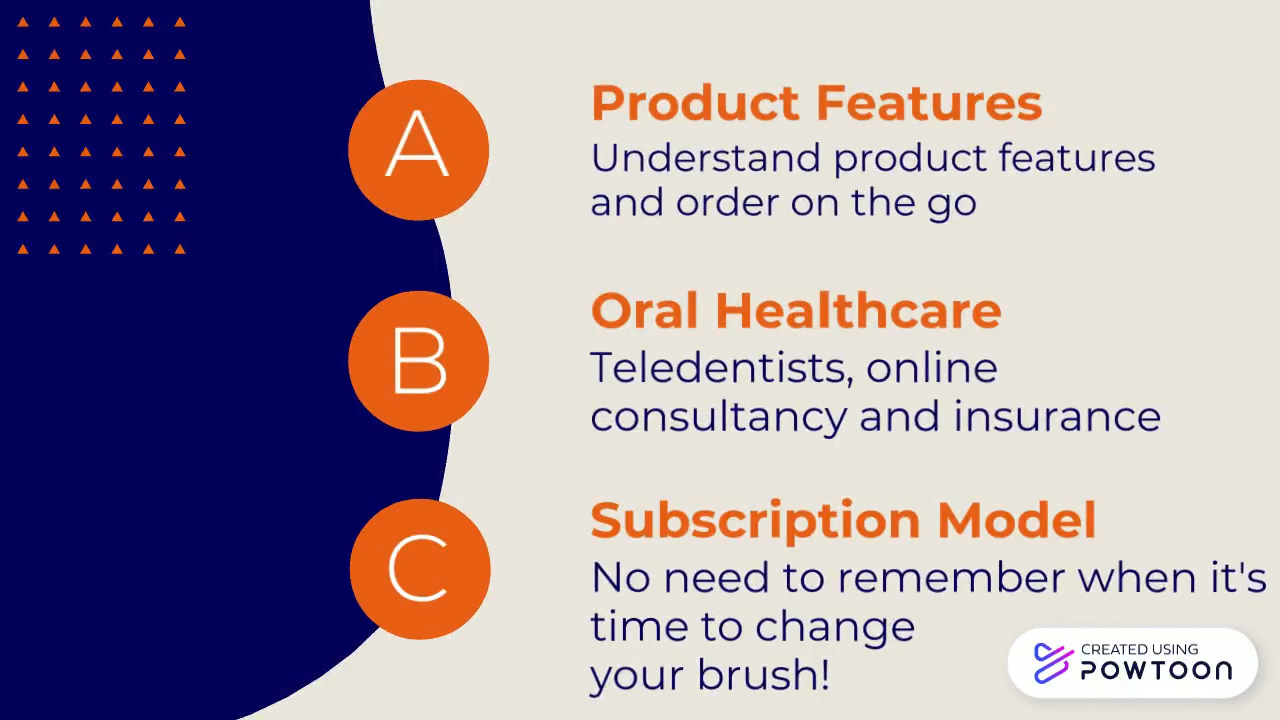 A
Product Features
Understand product features
and order on the go
B
Oral Healthcare
Teledentists, online
consultancy and insurance
C
Subscription Model
No need to remember when it's
time to change
your brush!
CREATED USING
POWTOON